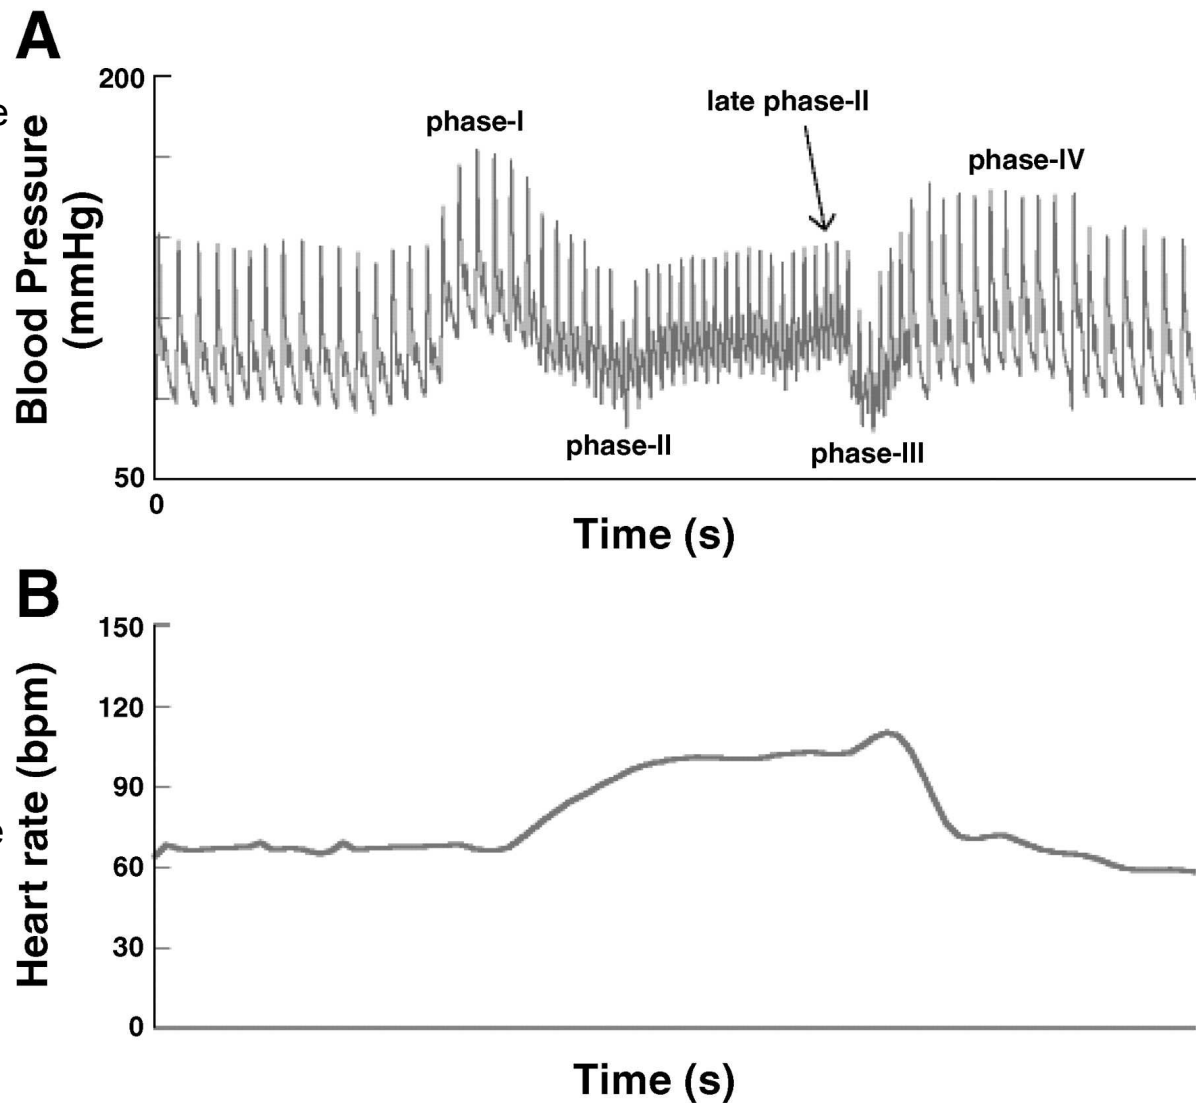 A
200
Blood Pressure
(mmHg)
phase-I
late phase-II
phase-IV
phase-II
phase-III
50
0
Time (s)
B
150
120
90
60
30
0
Heart rate (bpm)
Time (s)